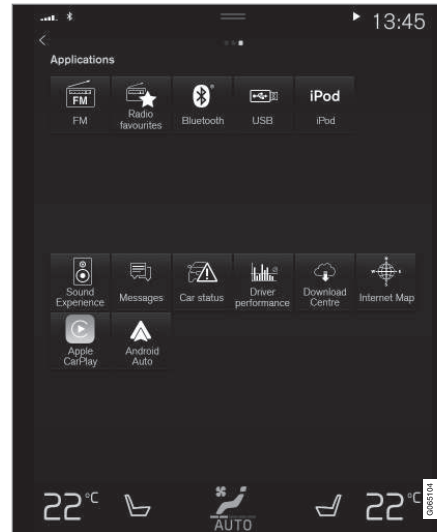 13:45
Applications
FM
iPod
FM
Radio
favourites
Bluetooth
USB
iPod
Sound
Experience
Messages
Car status
Driver
performance
Download
Centre
Internet Map
Apple
CarPlay
Android
Auto
22°C
AUTO
22°C
G065104